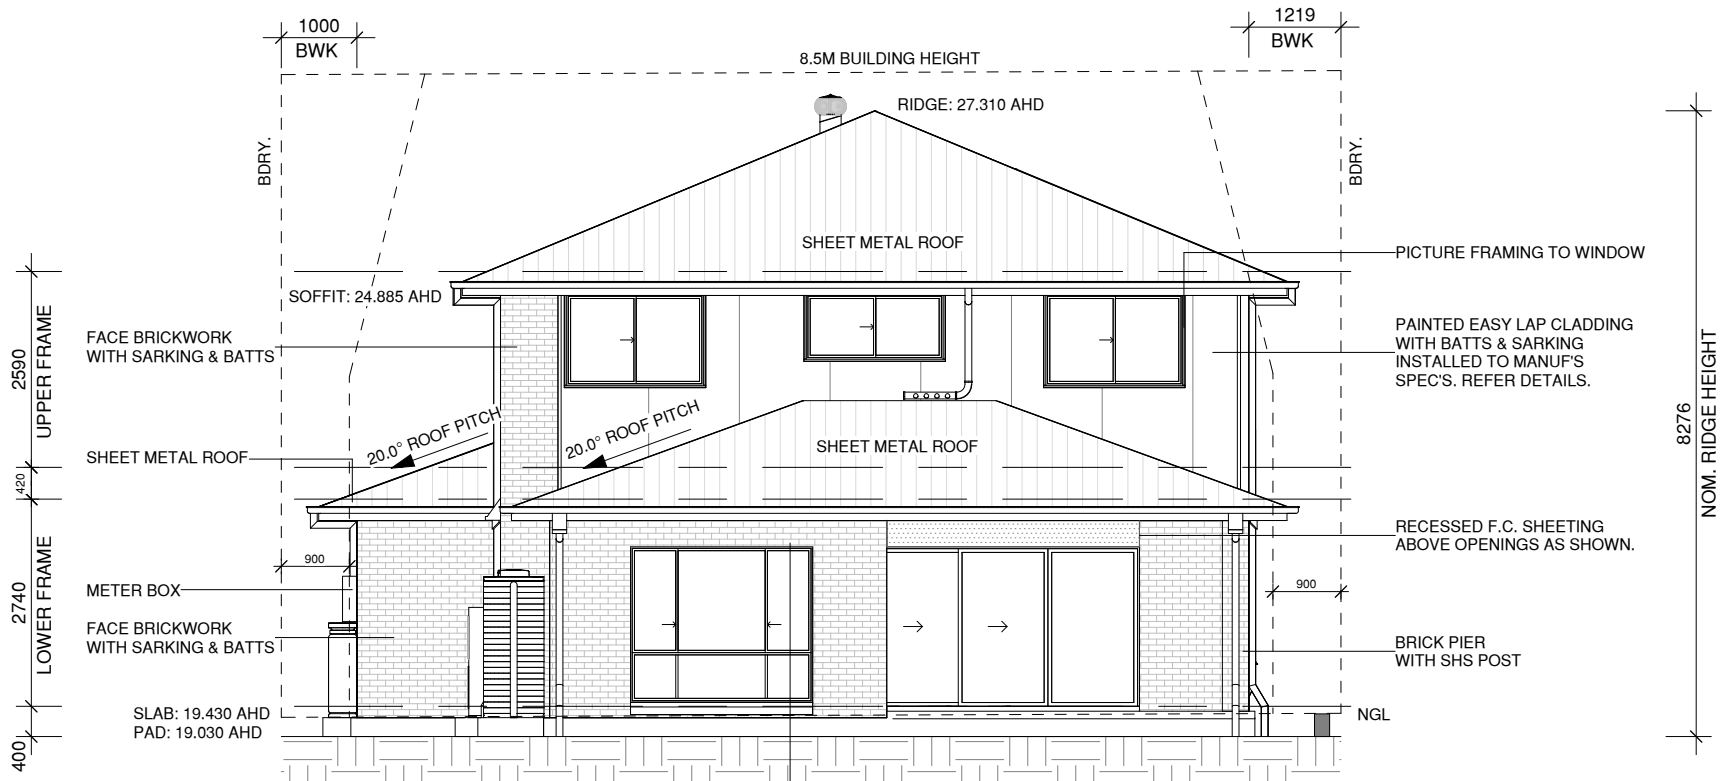 1000
BWK
1219
BWK
8.5M BUILDING HEIGHT
RIDGE: 27.310 AHD
BDRY.
BDRY.
SHEET METAL ROOF
PICTURE FRAMING TO WINDOW
SOFFIT: 24.885 AHD
FACE BRICKWORK
WITH SARKING & BATTS
PAINTED EASY LAP CLADDING
WITH BATTS & SARKING
INSTALLED TO MANUF'S
SPEC'S. REFER DETAILS.
2590
UPPER FRAME
20.0° ROOF PITCH
20.0° ROOF PITCH
8276
NOM. RIDGE HEIGHT
SHEET METAL ROOF
SHEET METAL ROOF
420
RECESSED F.C. SHEETING
ABOVE OPENINGS AS SHOWN.
900
900
2740
LOWER FRAME
METER BOX
FACE BRICKWORK
WITH SARKING & BATTS
BRICK PIER
WITH SHS POST
SLAB: 19.430 AHD
PAD: 19.030 AHD
NGL
400